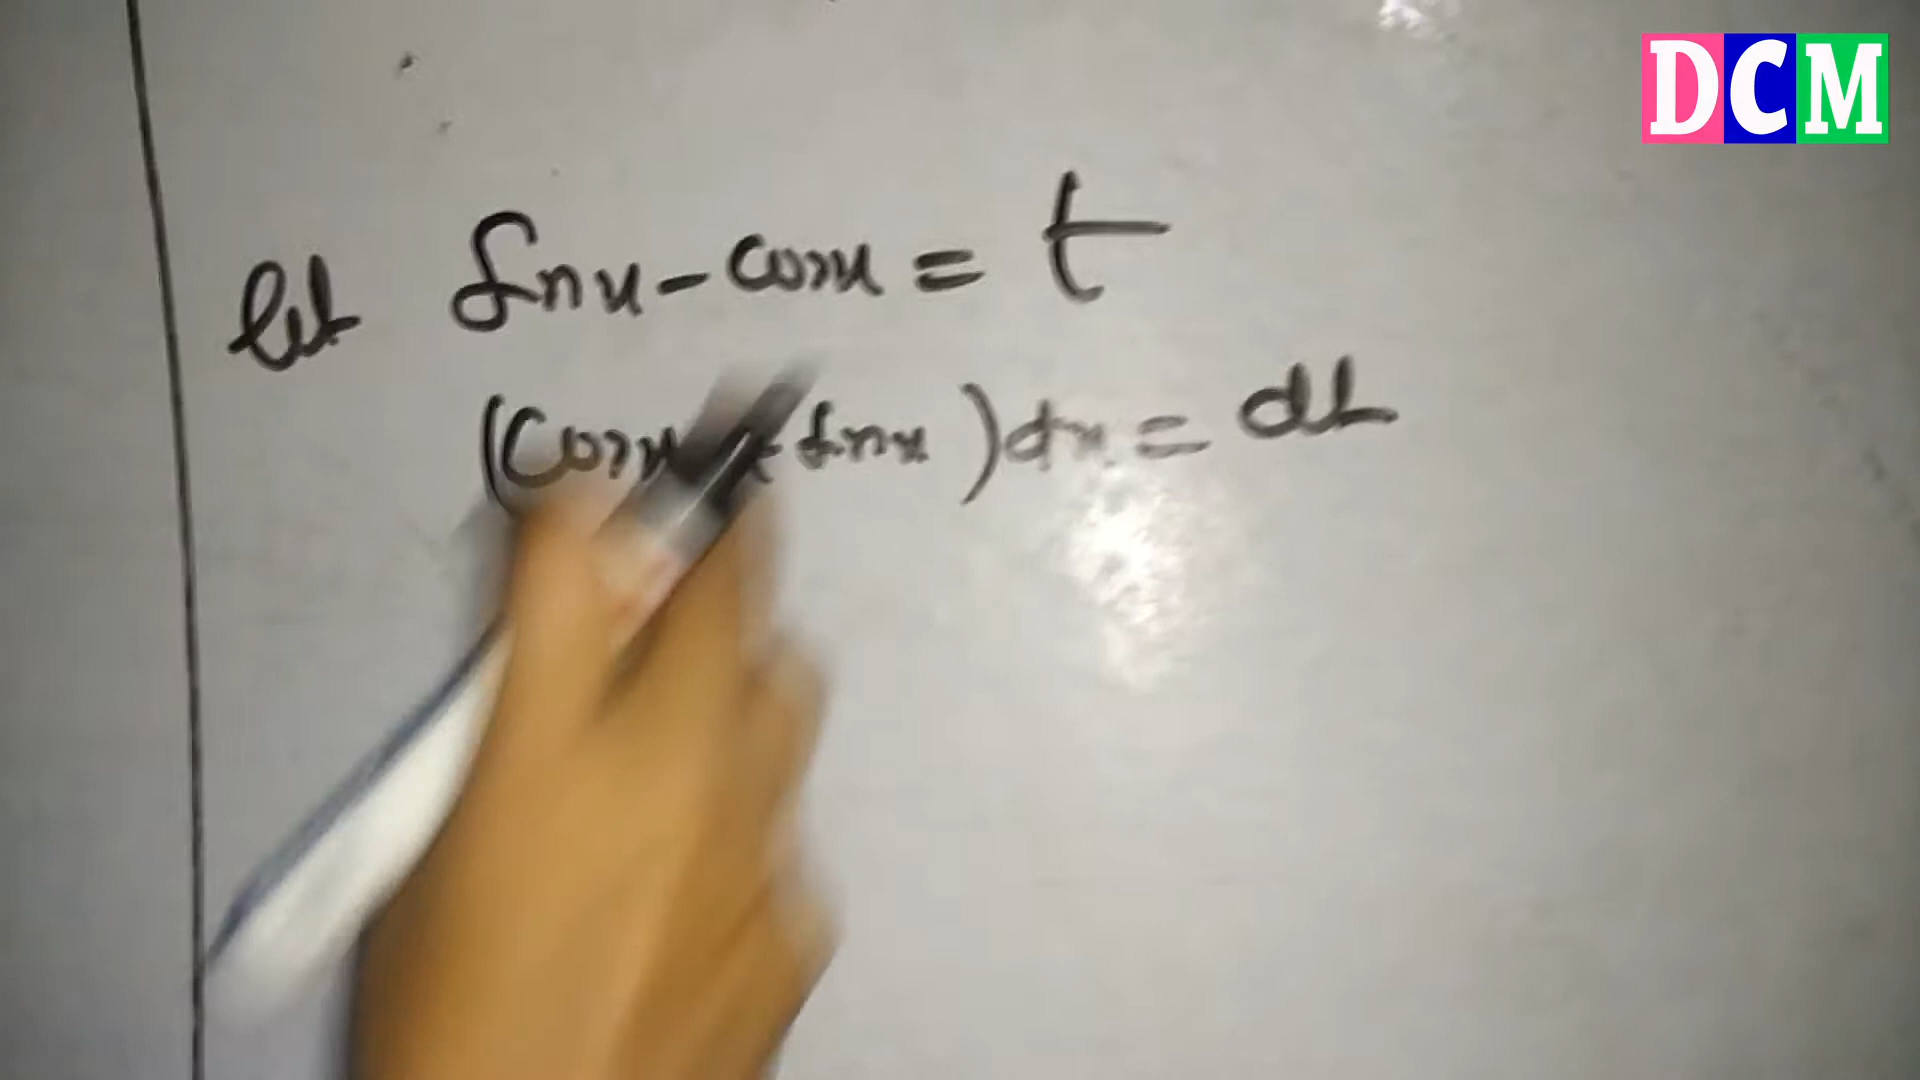 DCM
let sinx - cosx = t
(cosx + sinx) dx = dt